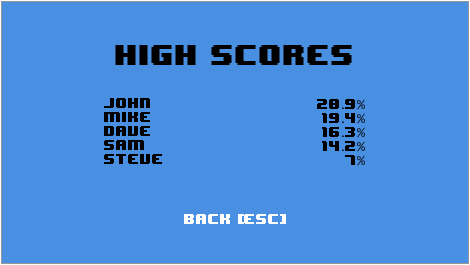 HIGH SCORES
JOHN 28.9%
MIKE 19.4%
DAVE 16.3%
SAM 14.2%
STEVE 7%
BACK [ESC]